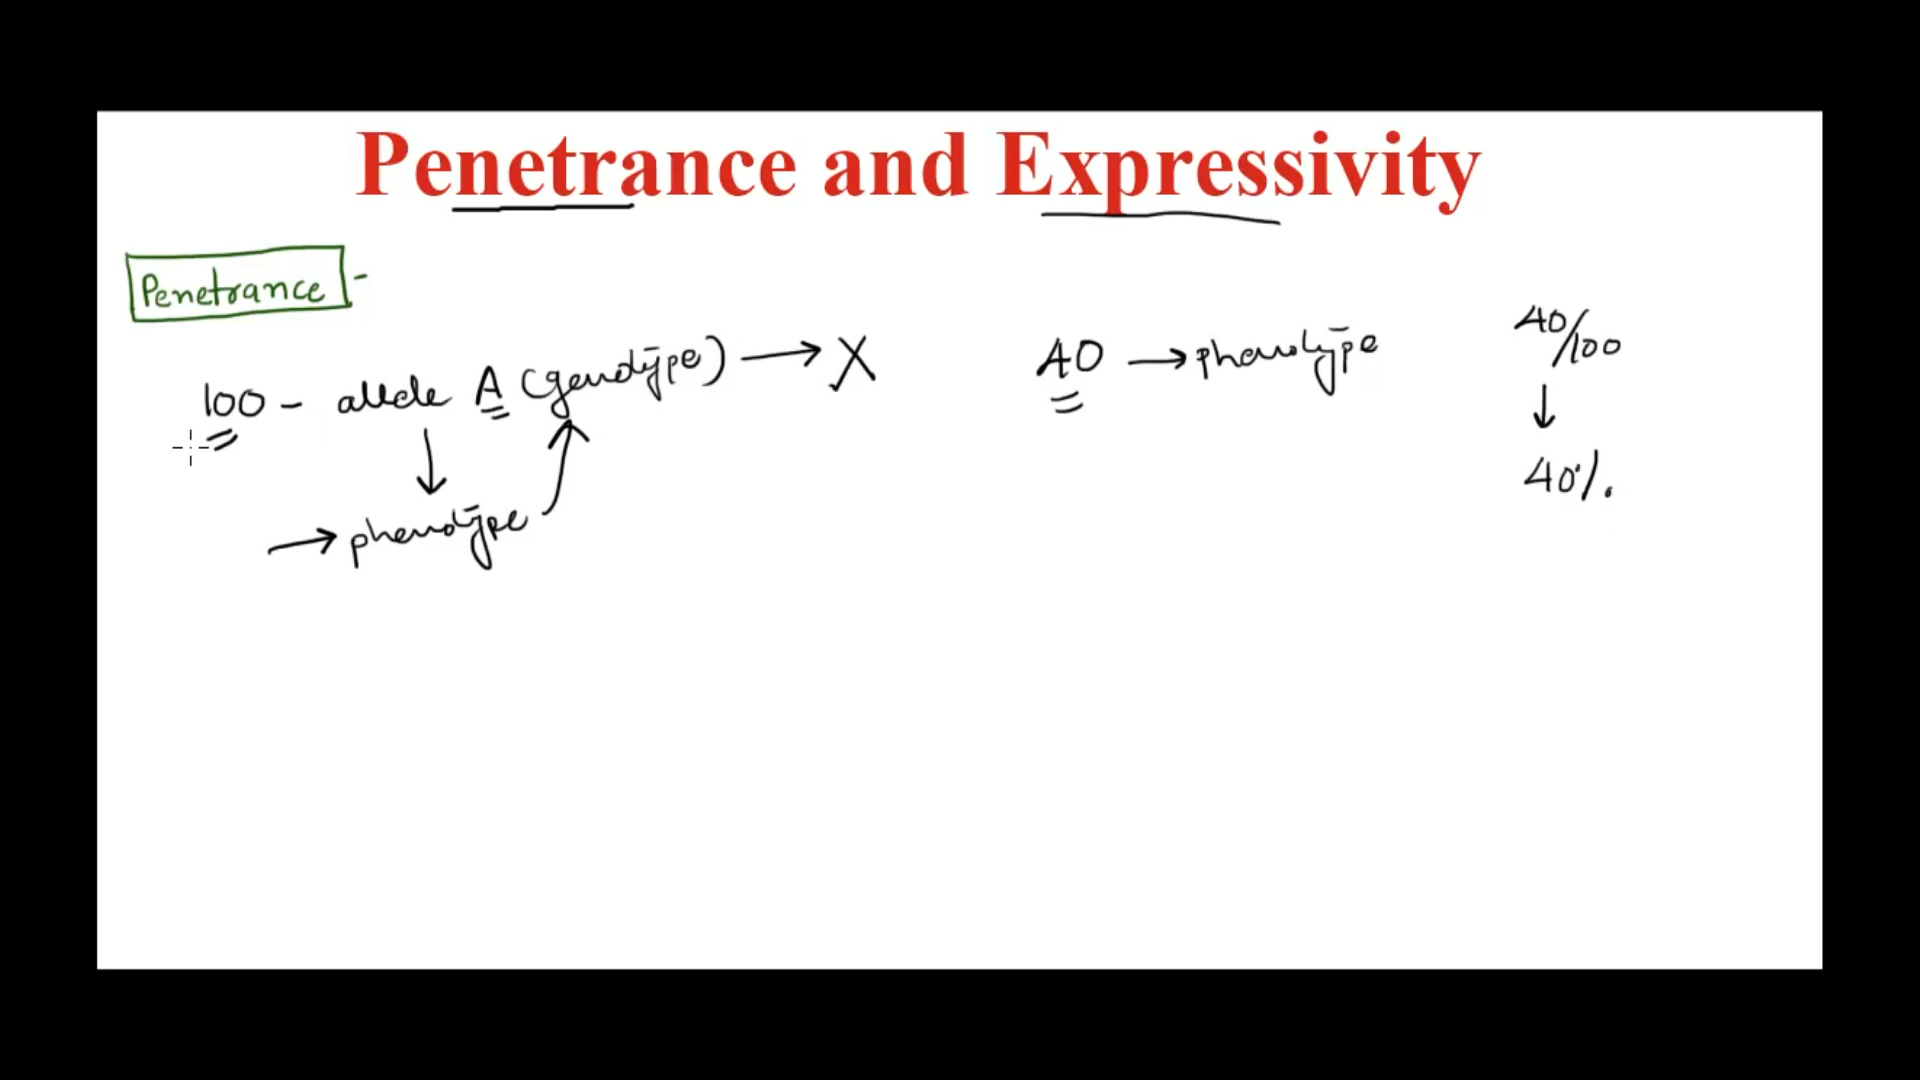 Penetrance and Expressivity
Penetrance -
100 - allele A (genotype) → X
→ phenotype
40 → phenotype
40/100
↓
40%.